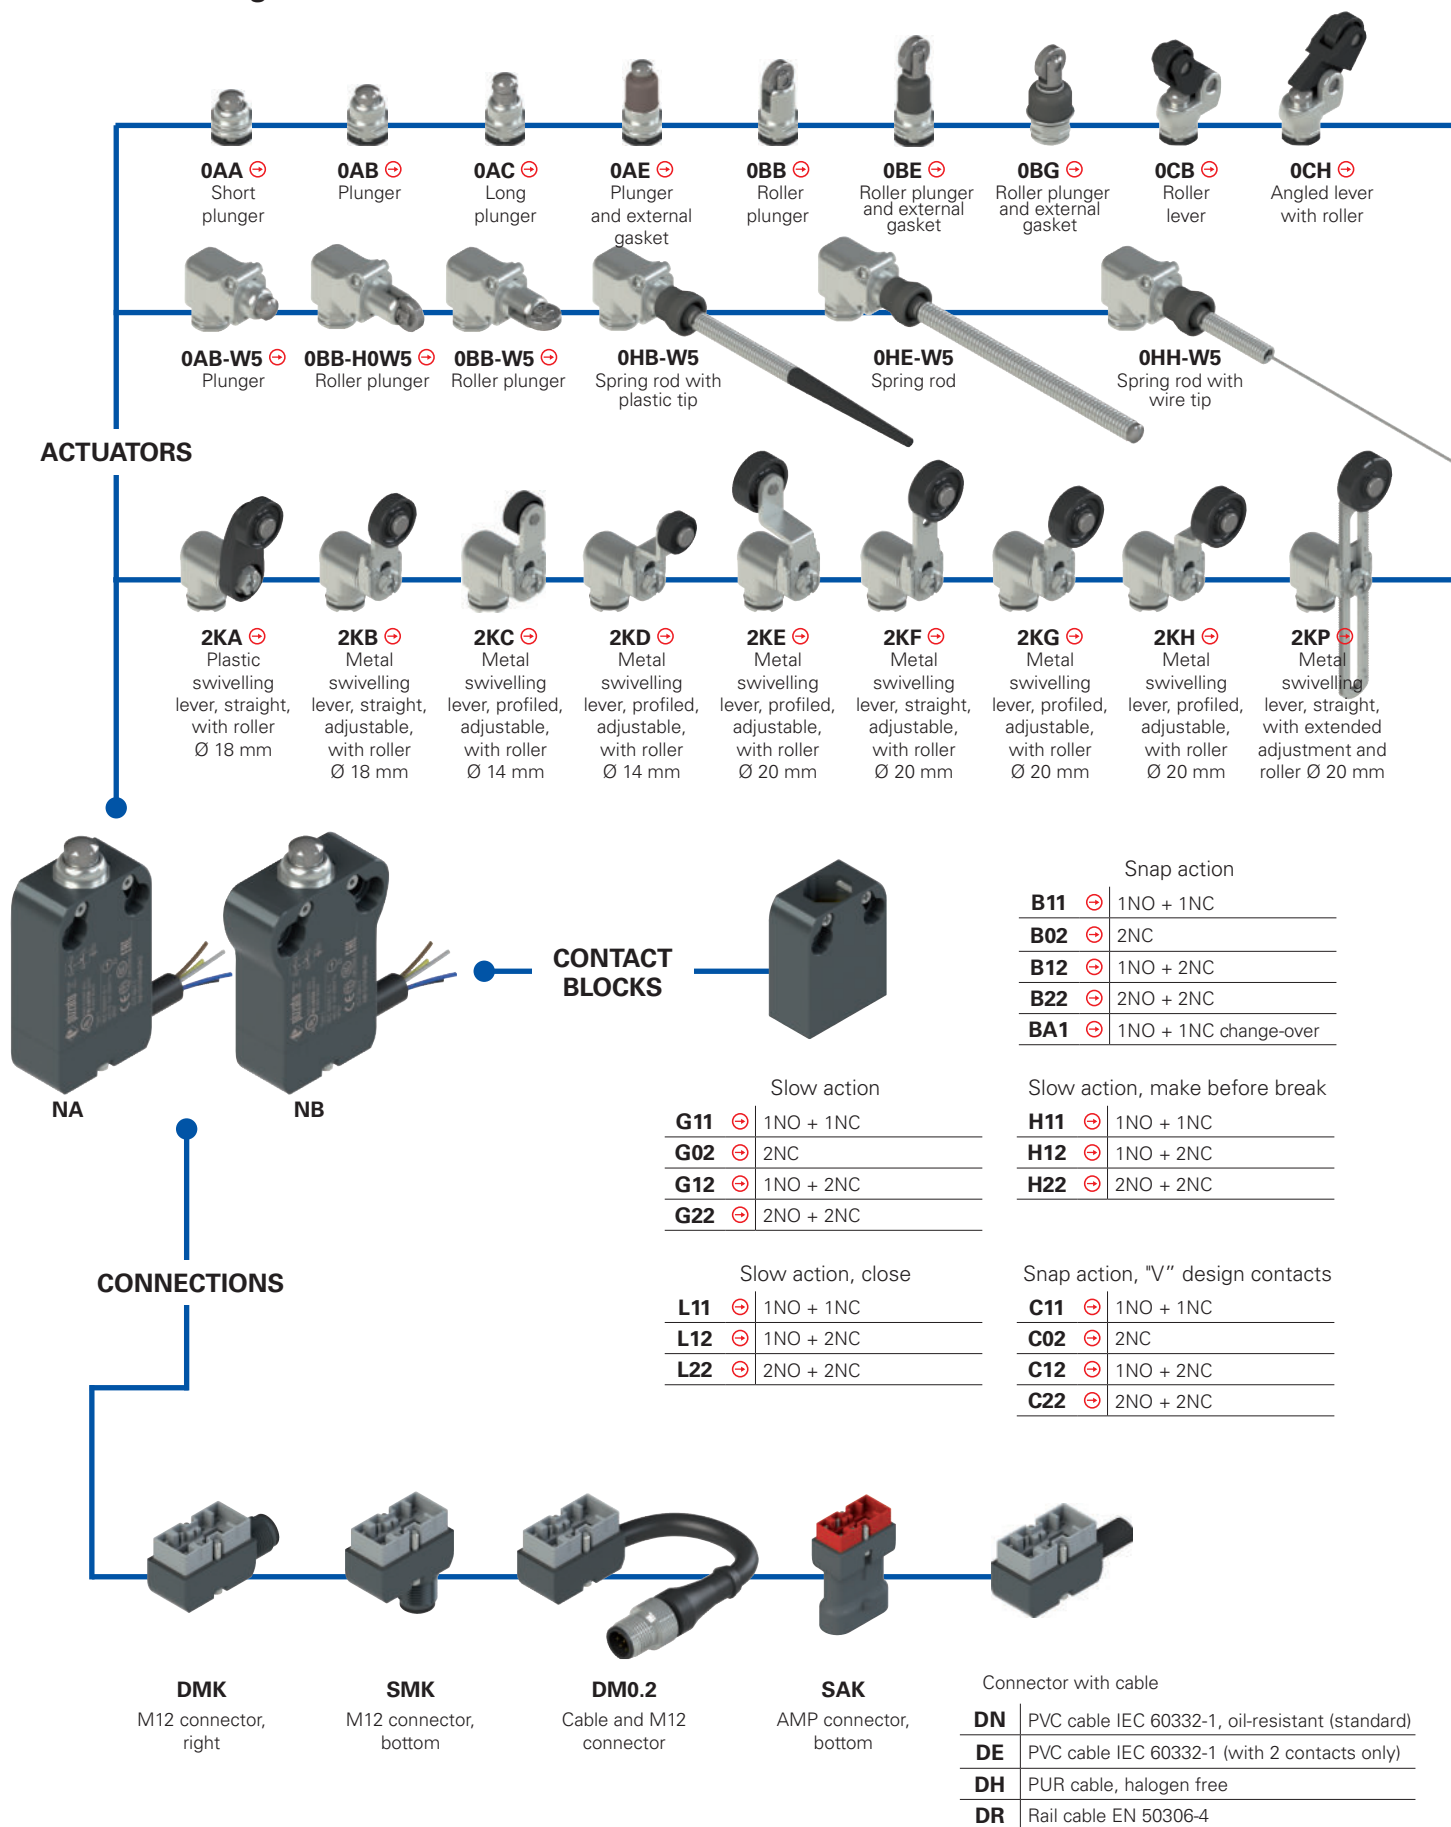 0AA
Short
plunger
0AB
Plunger
0AC
Long
plunger
0AE
Plunger
and external
gasket
0BB
Roller
plunger
0BE
Roller plunger
and external
gasket
0BG
Roller plunger
and external
gasket
0CB
Roller
lever
0CH
Angled lever
with roller
0AB-W5
Plunger
0BB-H0W5
Roller plunger
0BB-W5
Roller plunger
0HB-W5
Spring rod with
plastic tip
0HE-W5
Spring rod
0HH-W5
Spring rod with
wire tip
ACTUATORS
2KA
Plastic
swivelling
lever, straight,
with roller
Ø 18 mm
2KB
Metal
swivelling
lever, straight,
adjustable,
with roller
Ø 18 mm
2KC
Metal
swivelling
lever, profiled,
adjustable,
with roller
Ø 14 mm
2KD
Metal
swivelling
lever, profiled,
adjustable,
with roller
Ø 14 mm
2KE
Metal
swivelling
lever, profiled,
adjustable,
with roller
Ø 20 mm
2KF
Metal
swivelling
lever, straight,
adjustable,
with roller
Ø 20 mm
2KG
Metal
swivelling
lever, profiled,
adjustable,
with roller
Ø 20 mm
2KH
Metal
swivelling
lever, profiled,
adjustable,
with roller
Ø 20 mm
2KP
Metal
swivelling
lever, straight,
with extended
adjustment and
roller Ø 20 mm
pizzato
pizzato
NA
NB
CONTACT
BLOCKS
Snap action
B11 1NO + 1NC
B02 2NC
B12 1NO + 2NC
B22 2NO + 2NC
BA1 1NO + 1NC change-over
Slow action
G11 1NO + 1NC
G02 2NC
G12 1NO + 2NC
G22 2NO + 2NC
Slow action, make before break
H11 1NO + 1NC
H12 1NO + 2NC
H22 2NO + 2NC
Slow action, close
L11 1NO + 1NC
L12 1NO + 2NC
L22 2NO + 2NC
Snap action, "V” design contacts
C11 1NO + 1NC
C02 2NC
C12 1NO + 2NC
C22 2NO + 2NC
CONNECTIONS
DMK
M12 connector,
right
SMK
M12 connector,
bottom
DM0.2
Cable and M12
connector
SAK
AMP connector,
bottom
Connector with cable
DN PVC cable IEC 60332-1, oil-resistant (standard)
DE PVC cable IEC 60332-1 (with 2 contacts only)
DH PUR cable, halogen free
DR Rail cable EN 50306-4